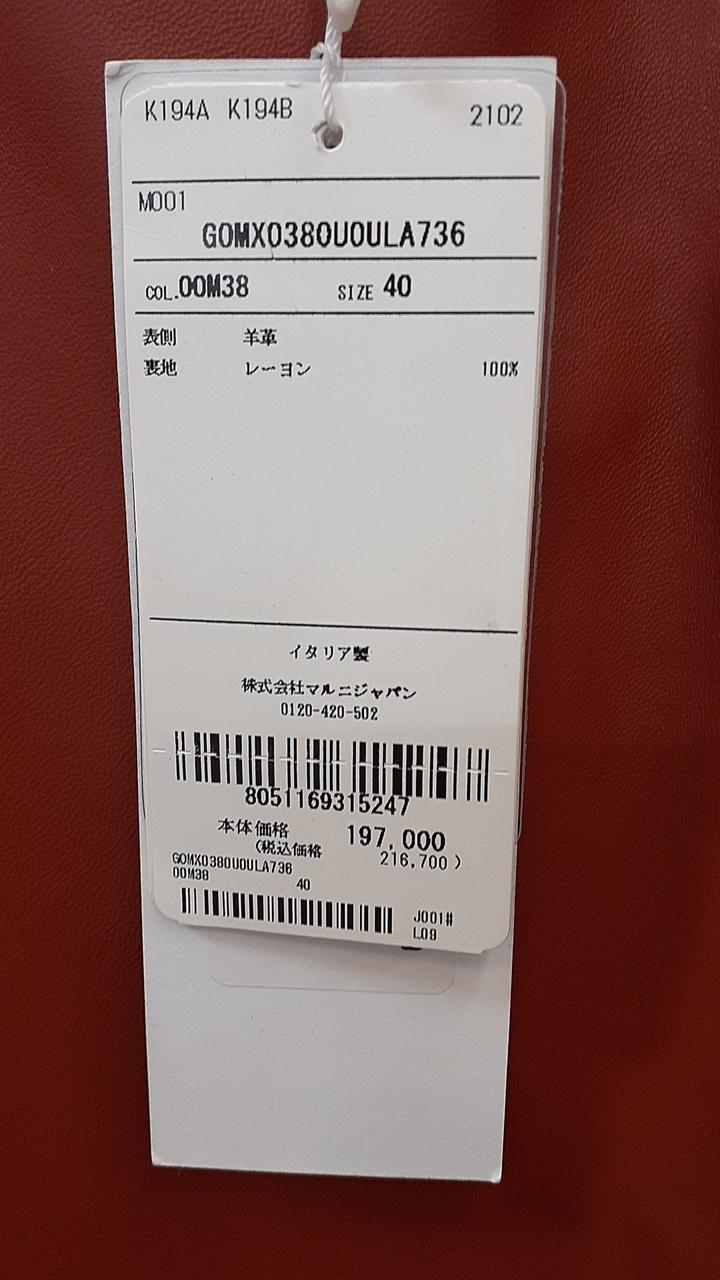 K194A K194B 2102
M001
GOMX0380U0ULA736
COL.00M38 SIZE 40
表側 羊革
裏地 レーヨン 100%
イタリア製
株式会社マルニジャパン
0120-420-502
8051169315247
本体価格 197,000
(税込価格 216,700)
GOMX0380U0ULA736
00M38 40
J001#
L09